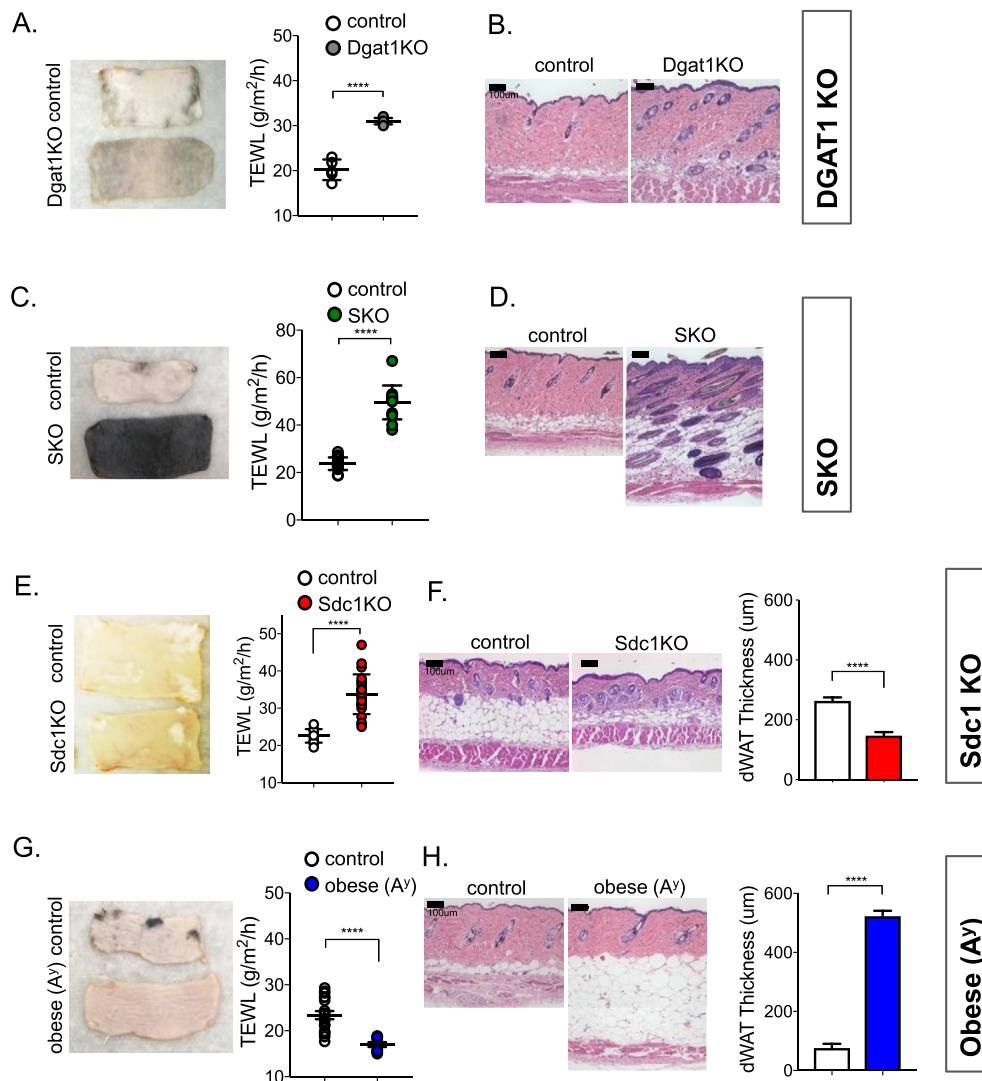 A.
Dgat1KO control
control
Dgat1KO
TEWL (g/m²/h)
50
40
30
20
10
****
B.
control
Dgat1KO
100um
DGAT1 KO
C.
SKO control
control
SKO
TEWL (g/m²/h)
80
60
40
20
0
****
D.
control
SKO
SKO
E.
Sdc1KO control
control
Sdc1KO
TEWL (g/m²/h)
50
40
30
20
10
****
F.
control
Sdc1KO
100um
dWAT Thickness (um)
600
400
200
0
****
Sdc1 KO
G.
obese (Aʸ) control
control
obese (Aʸ)
TEWL (g/m²/h)
50
40
30
20
10
****
H.
control
obese (Aʸ)
100um
dWAT Thickness (um)
600
400
200
0
****
Obese (Aʸ)